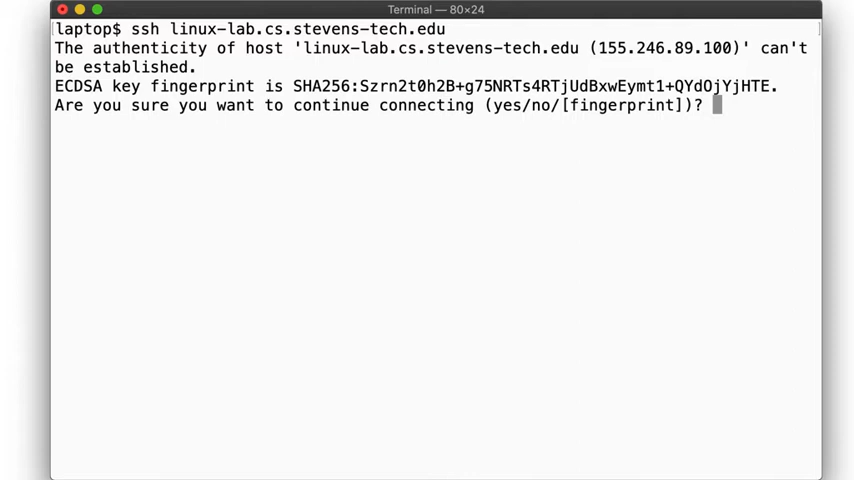 Terminal — 80×24
[laptop$ ssh linux-lab.cs.stevens-tech.edu ]
The authenticity of host 'linux-lab.cs.stevens-tech.edu (155.246.89.100)' can't
be established.
ECDSA key fingerprint is SHA256:Szrn2t0h2B+g75NRTs4RTjUdBxwEymt1+QYdOjYjHTE.
Are you sure you want to continue connecting (yes/no/[fingerprint])?